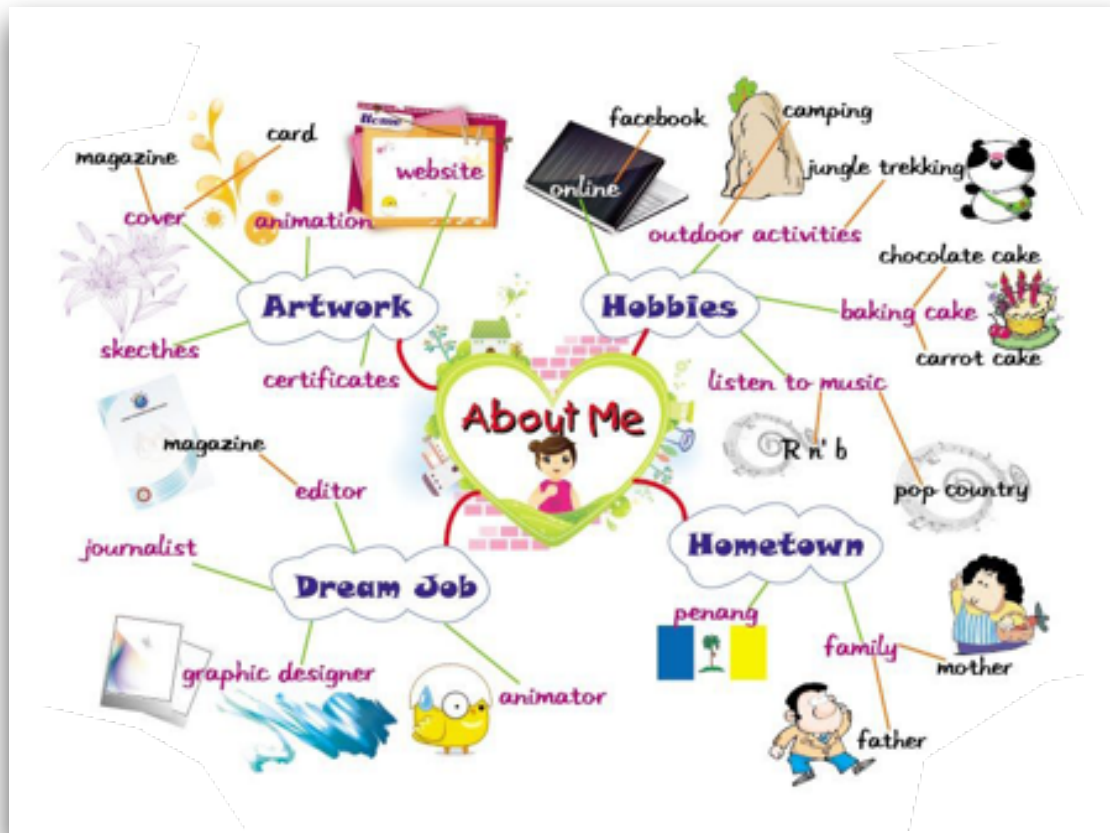 About Me
Artwork
cover
magazine
card
animation
Home
website
skecthes
certificates
Hobbies
online
facebook
outdoor activities
camping
jungle trekking
baking cake
chocolate cake
carrot cake
listen to music
R n' b
pop country
Dream Job
editor
magazine
journalist
graphic designer
animator
Hometown
penang
family
mother
father